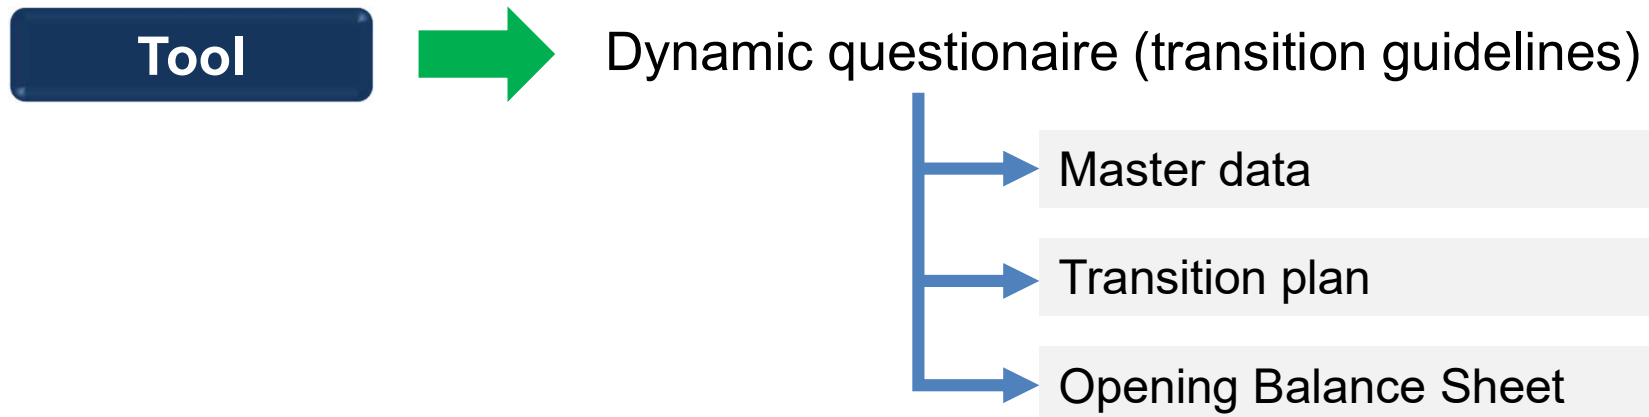 Tool
Dynamic questionaire (transition guidelines)
Master data
Transition plan
Opening Balance Sheet